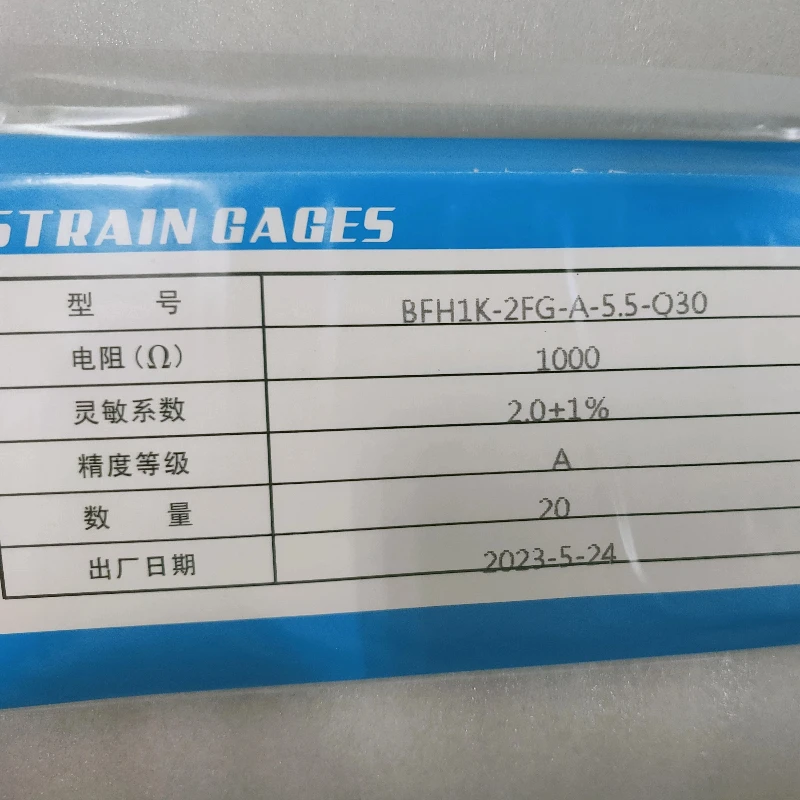 STRAIN GAGES
型 号 BFH1K-2FG-A-5.5-Q30
电阻(Ω) 1000
灵敏系数 2.0±1%
精度等级 A
数 量 20
出厂日期 2023-5-24